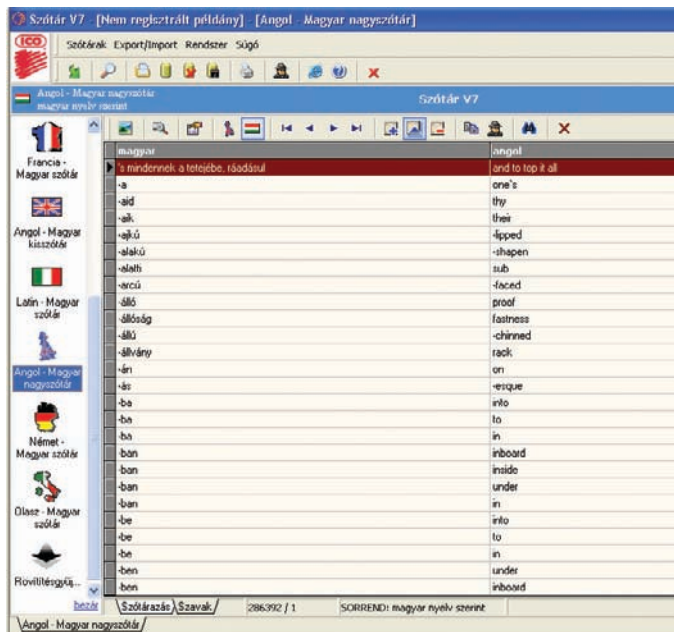 Szótár V7 - [Nem regisztrált példány] - [Angol - Magyar nagyszótár]
ICO
Szótárak Export/Import Rendszer Súgó
Angol - Magyar nagyszótár
magyar nyelv szerint
Szótár V7
Francia -
Magyar szótár
Angol - Magyar
kisszótár
Latin - Magyar
szótár
Angol - Magyar
nagyszótár
Német -
Magyar szótár
Olasz - Magyar
szótár
Rövidítésgyűj...
bezár
magyar angol
's mindennek a tetejébe, ráadásul and to top it all
-a one's
-aid thy
-aik their
-ajkú -lipped
-alakú -shapen
-alatti sub
-arcú -faced
-álló proof
-állóság fastness
-állú -chinned
-állvány rack
-án on
-ás -esque
-ba into
-ba to
-ba in
-ban inboard
-ban inside
-ban under
-ban in
-be into
-be to
-be in
-ben under
-ben inboard
Szótárazás Szavak 286392 / 1 SORREND: magyar nyelv szerint
Angol - Magyar nagyszótár